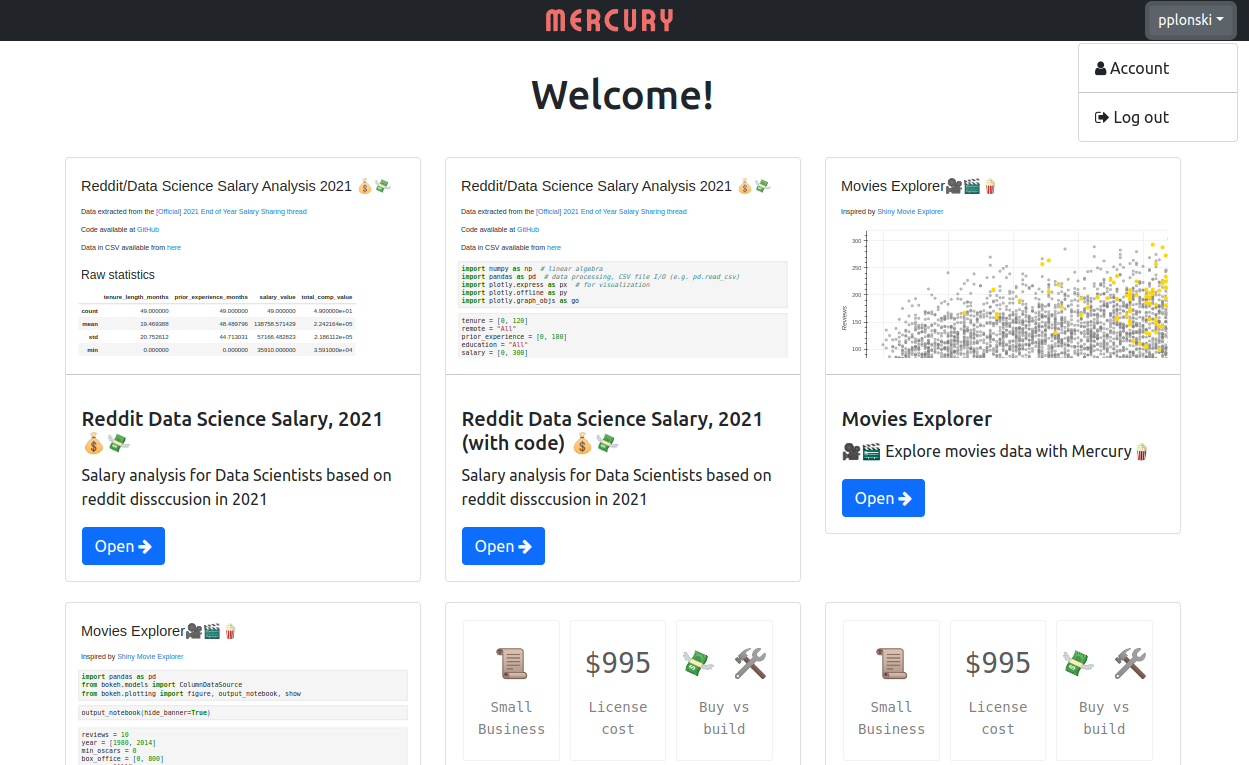 MERCURY
pplonski
Account
Log out
Welcome!
Reddit/Data Science Salary Analysis 2021 💰💸
Data extracted from the [Official] 2021 End of Year Salary Sharing thread
Code available at GitHub
Data in CSV available from here
Raw statistics
tenure_length_months prior_experience_months salary_value total_comp_value
count 49.000000 49.000000 49.000000 4.900000e+01
mean 19.469388 48.489796 138758.571429 2.242164e+05
std 20.752612 44.713031 57166.482823 2.186112e+05
min 0.000000 0.000000 35910.000000 3.591000e+04
Reddit Data Science Salary, 2021
💰💸
Salary analysis for Data Scientists based on
reddit dissccusion in 2021
Open
Reddit/Data Science Salary Analysis 2021 💰💸
Data extracted from the [Official] 2021 End of Year Salary Sharing thread
Code available at GitHub
Data in CSV available from here
import numpy as np # linear algebra
import pandas as pd # data processing, CSV file I/O (e.g. pd.read_csv)
import plotly.express as px # for visualization
import plotly.offline as py
import plotly.graph_objs as go
tenure = [0, 120]
remote = "All"
prior_experience = [0, 180]
education = "All"
salary = [0, 300]
Reddit Data Science Salary, 2021
(with code) 💰💸
Salary analysis for Data Scientists based on
reddit dissccusion in 2021
Open
Movies Explorer🎥🎬🍿
Inspired by Shiny Movie Explorer
300
250
200
150
100
Reviews
Movies Explorer
🎥🎬 Explore movies data with Mercury🍿
Open
Movies Explorer🎥🎬🍿
Inspired by Shiny Movie Explorer
import pandas as pd
from bokeh.models import ColumnDataSource
from bokeh.plotting import figure, output_notebook, show
output_notebook(hide_banner=True)
reviews = 10
year = [1980, 2014]
min_oscars = 0
box_office = [0, 800]
📜 $995 💸 🛠️
Small License Buy vs
Business cost build
📜 $995 💸 🛠️
Small License Buy vs
Business cost build